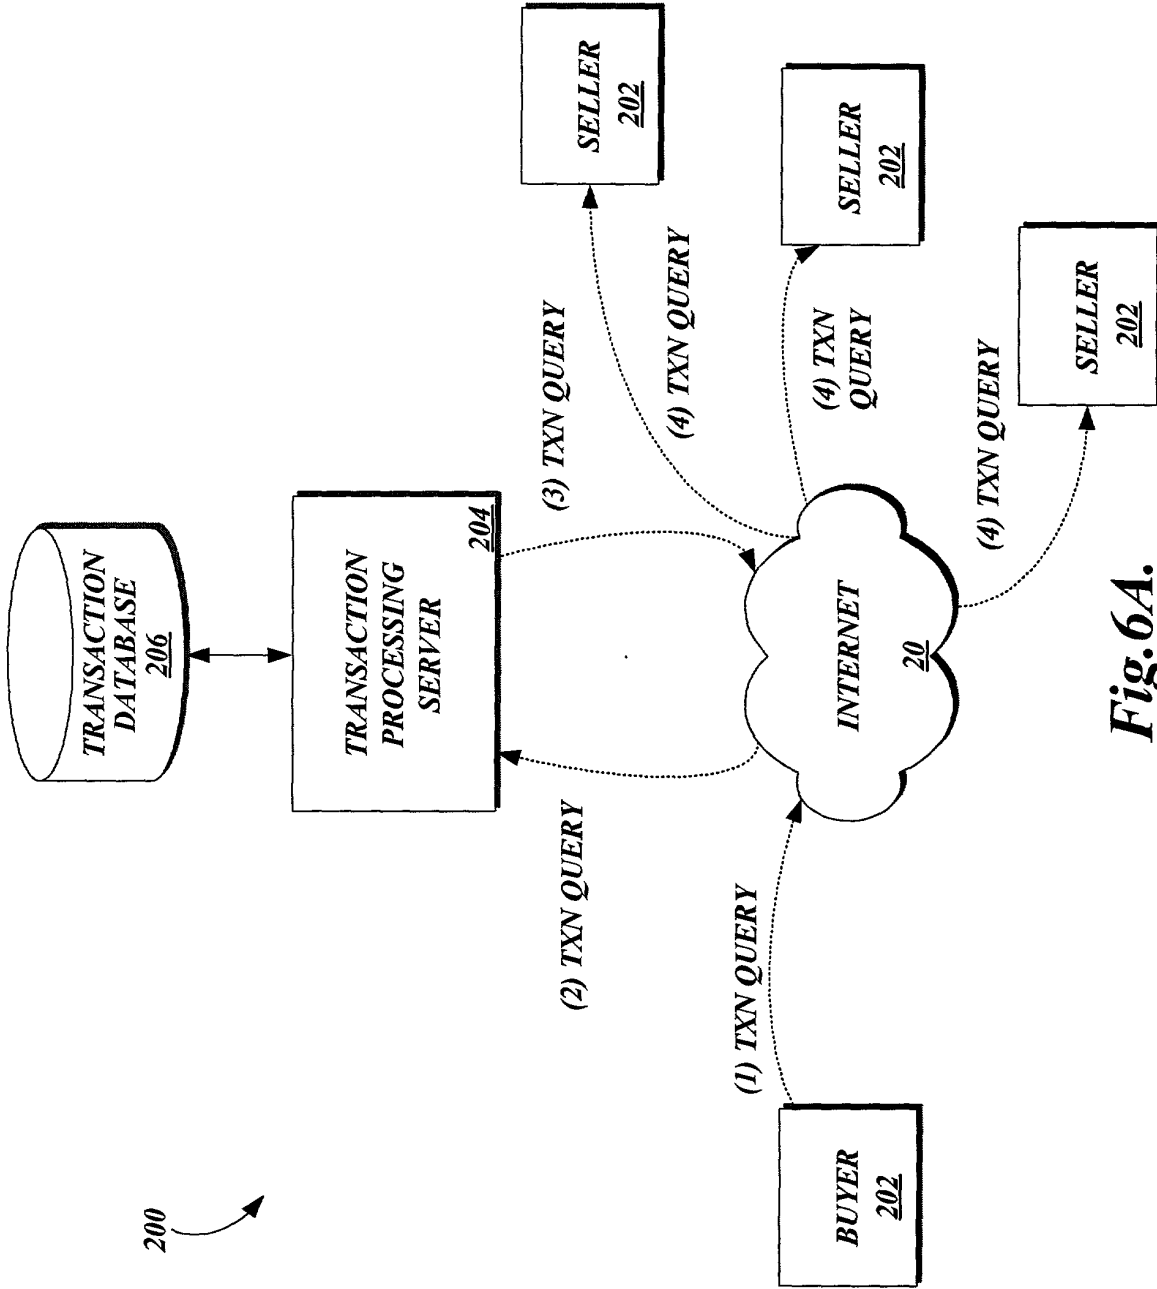 200
TRANSACTION
DATABASE
206
TRANSACTION
PROCESSING
SERVER
204
(2) TXN QUERY
(3) TXN QUERY
(1) TXN QUERY
BUYER
202
INTERNET
20
(4) TXN QUERY
SELLER
202
(4) TXN
QUERY
SELLER
202
(4) TXN QUERY
SELLER
202
Fig.6A.